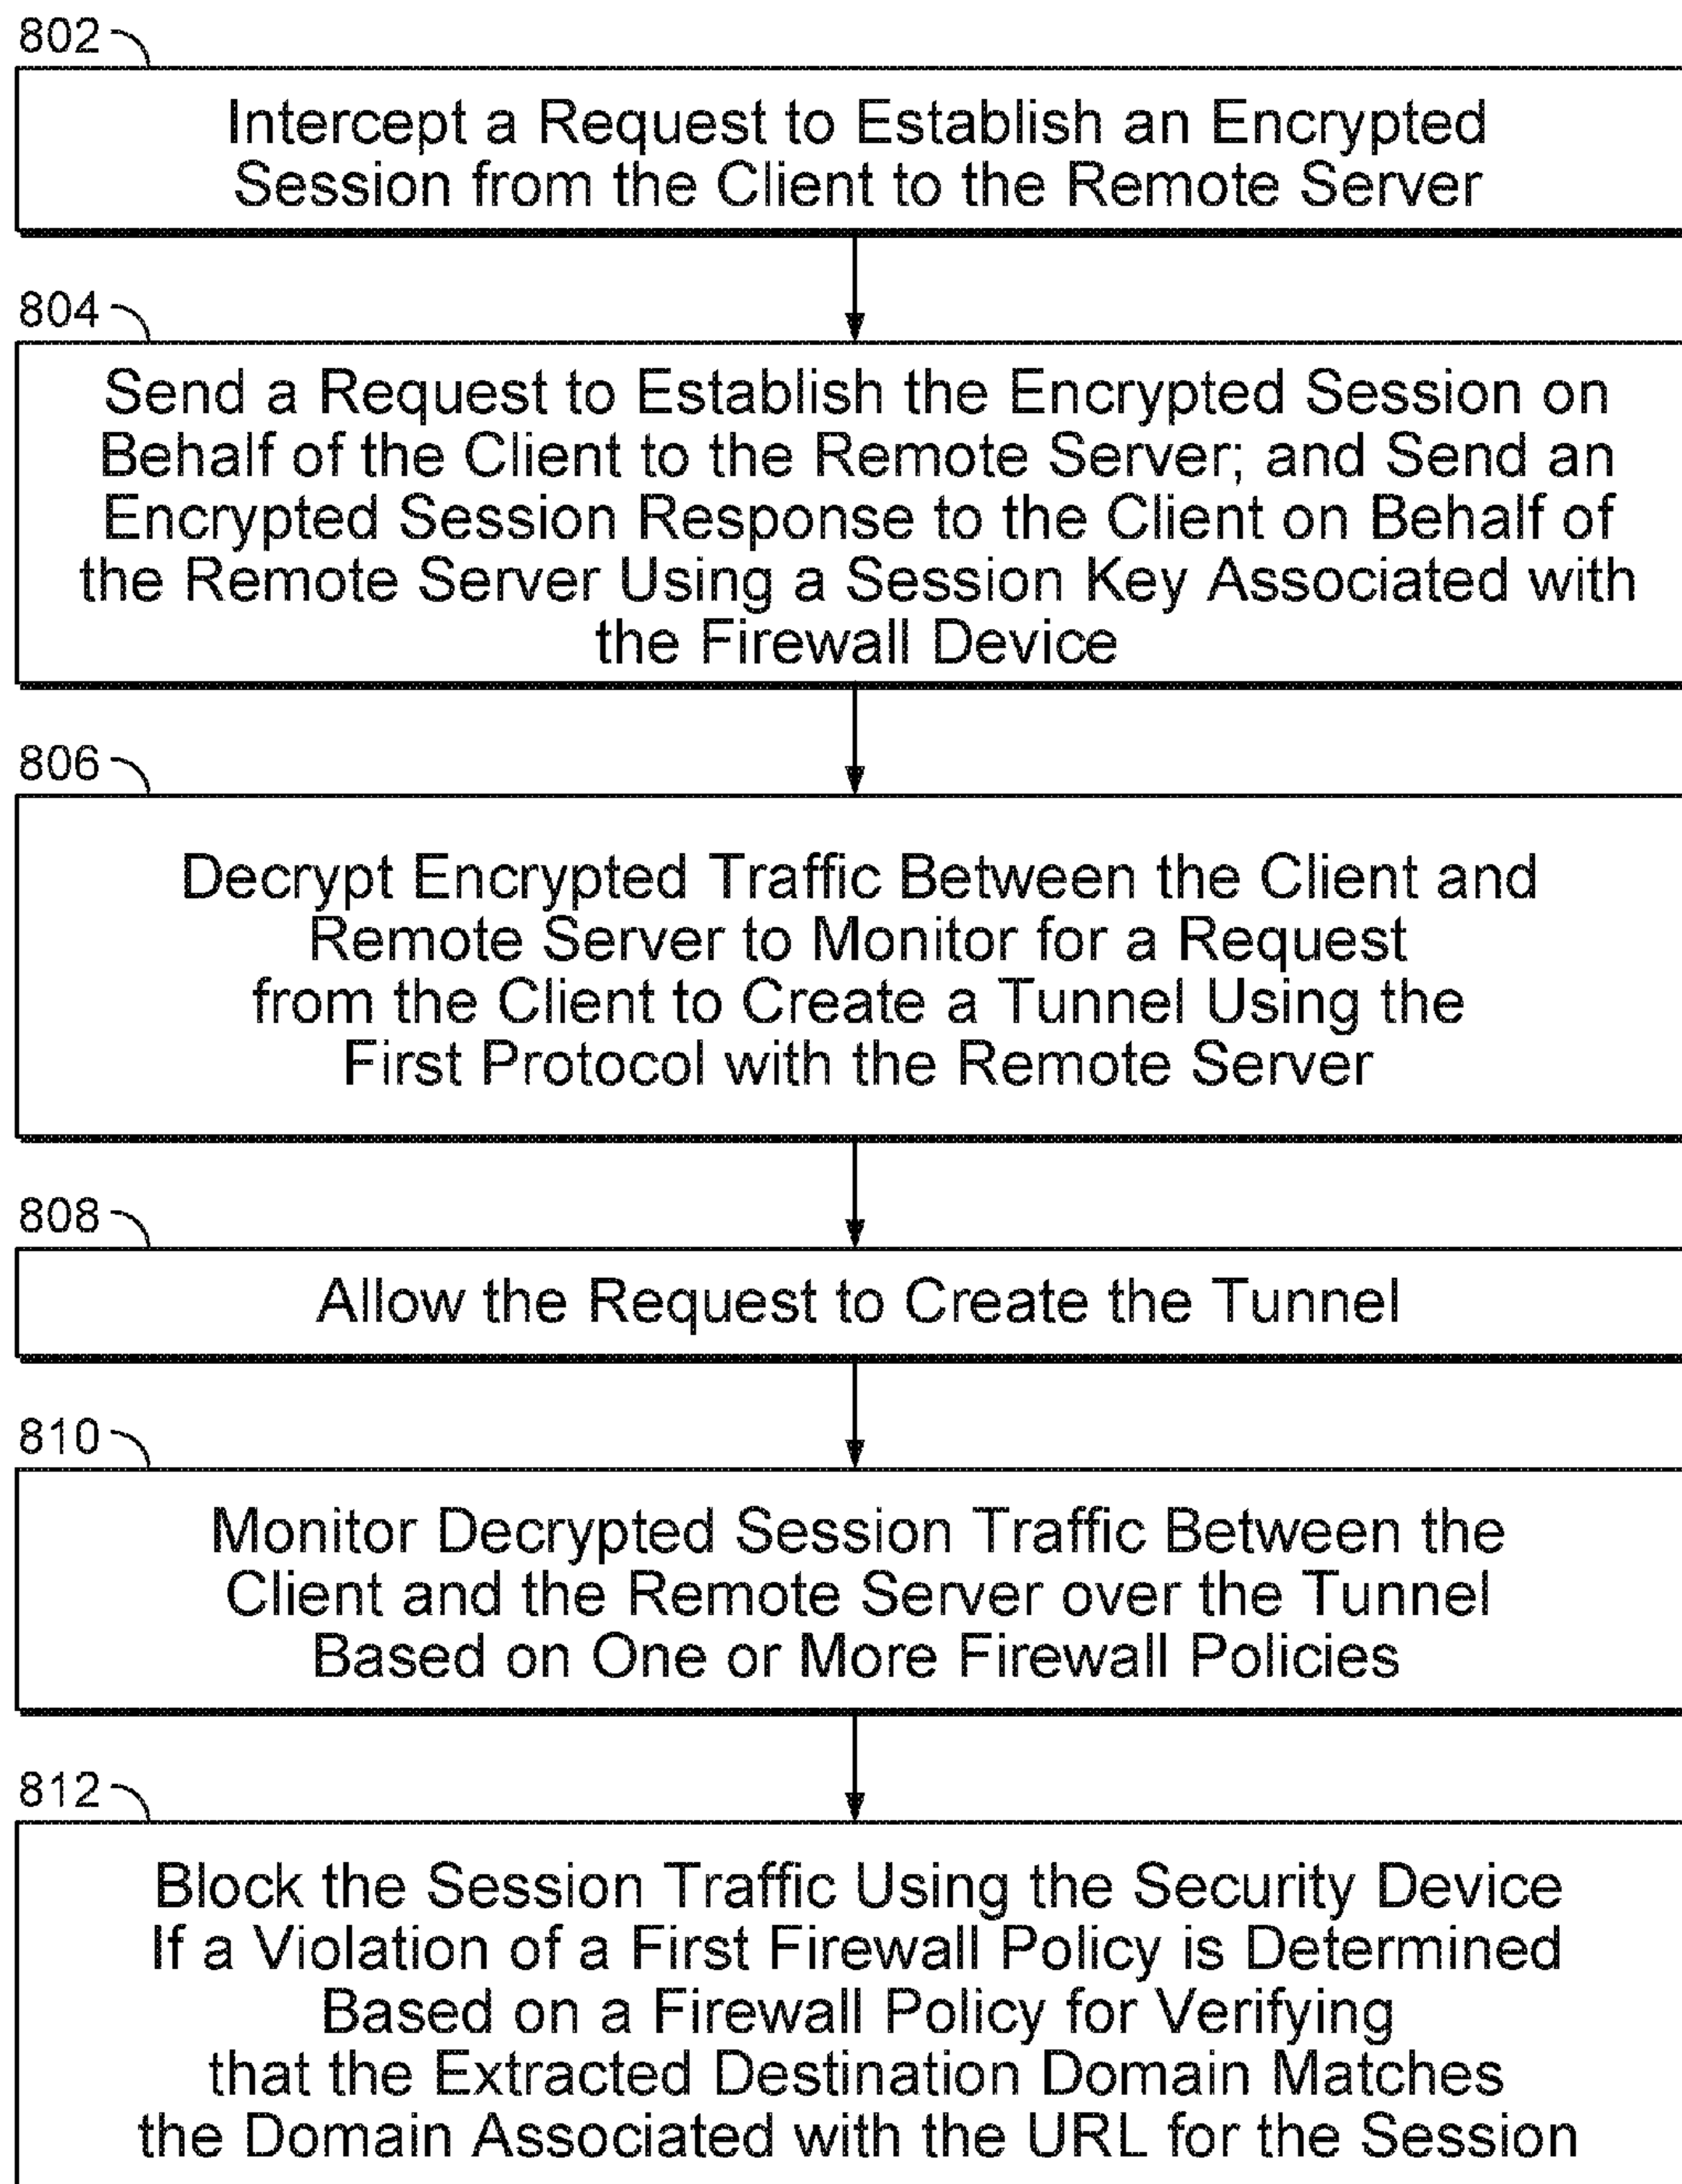 802
Intercept a Request to Establish an Encrypted
Session from the Client to the Remote Server
804
Send a Request to Establish the Encrypted Session on
Behalf of the Client to the Remote Server; and Send an
Encrypted Session Response to the Client on Behalf of
the Remote Server Using a Session Key Associated with
the Firewall Device
806
Decrypt Encrypted Traffic Between the Client and
Remote Server to Monitor for a Request
from the Client to Create a Tunnel Using the
First Protocol with the Remote Server
808
Allow the Request to Create the Tunnel
810
Monitor Decrypted Session Traffic Between the
Client and the Remote Server over the Tunnel
Based on One or More Firewall Policies
812
Block the Session Traffic Using the Security Device
If a Violation of a First Firewall Policy is Determined
Based on a Firewall Policy for Verifying
that the Extracted Destination Domain Matches
the Domain Associated with the URL for the Session